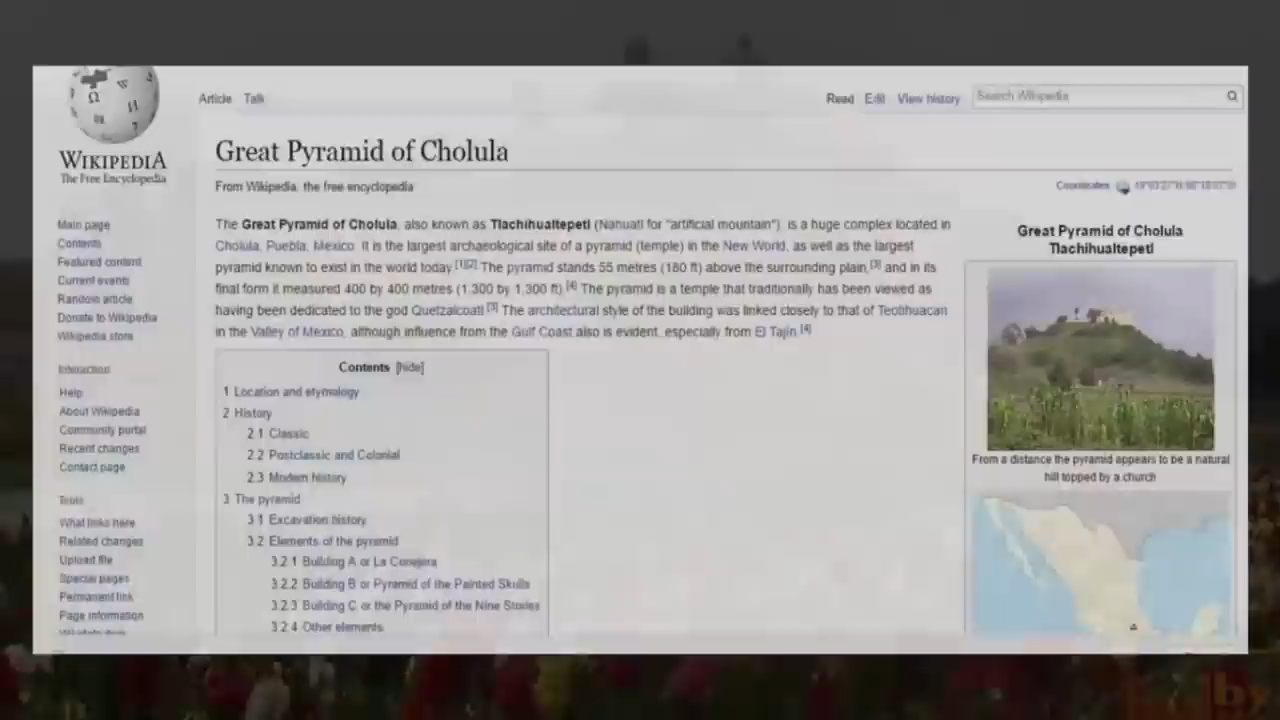 Article Talk
Read Edit View history Search Wikipedia
WIKIPEDIA
The Free Encyclopedia
Great Pyramid of Cholula
From Wikipedia, the free encyclopedia
Coordinates
Main page
Contents
Featured content
Current events
Random article
Donate to Wikipedia
Wikipedia store
Interaction
Help
About Wikipedia
Community portal
Recent changes
Contact page
Tools
What links here
Related changes
Upload file
Special pages
Permanent link
Page information
The Great Pyramid of Cholula, also known as Tlachihualtepetl (Nahuatl for "artificial mountain"), is a huge complex located in
Cholula, Puebla, Mexico. It is the largest archaeological site of a pyramid (temple) in the New World, as well as the largest
pyramid known to exist in the world today.[1][2] The pyramid stands 55 metres (180 ft) above the surrounding plain,[3] and in its
final form it measured 400 by 400 metres (1,300 by 1,300 ft).[4] The pyramid is a temple that traditionally has been viewed as
having been dedicated to the god Quetzalcoatl.[3] The architectural style of the building was linked closely to that of Teotihuacan
in the Valley of Mexico, although influence from the Gulf Coast also is evident, especially from El Tajín.[4]
Contents [hide]
1 Location and etymology
2 History
2.1 Classic
2.2 Postclassic and Colonial
2.3 Modern history
3 The pyramid
3.1 Excavation history
3.2 Elements of the pyramid
3.2.1 Building A or La Conejera
3.2.2 Building B or Pyramid of the Painted Skulls
3.2.3 Building C or the Pyramid of the Nine Stories
3.2.4 Other elements
Great Pyramid of Cholula
Tlachihualtepetl
From a distance the pyramid appears to be a natural
hill topped by a church
by